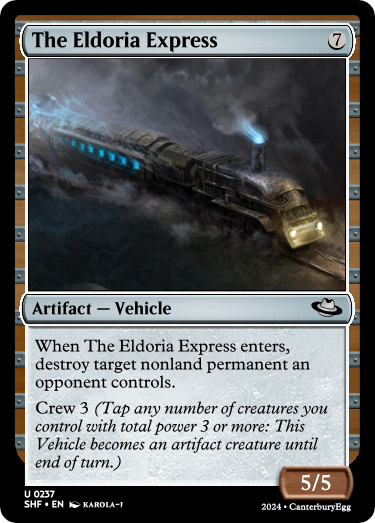 The Eldoria Express 7
Artifact — Vehicle
When The Eldoria Express enters,
destroy target nonland permanent an
opponent controls.
Crew 3 (Tap any number of creatures you
control with total power 3 or more: This
Vehicle becomes an artifact creature until
end of turn.)
5/5
U 0237
SHF • EN KAROLA-J
2024 • CanterburyEgg